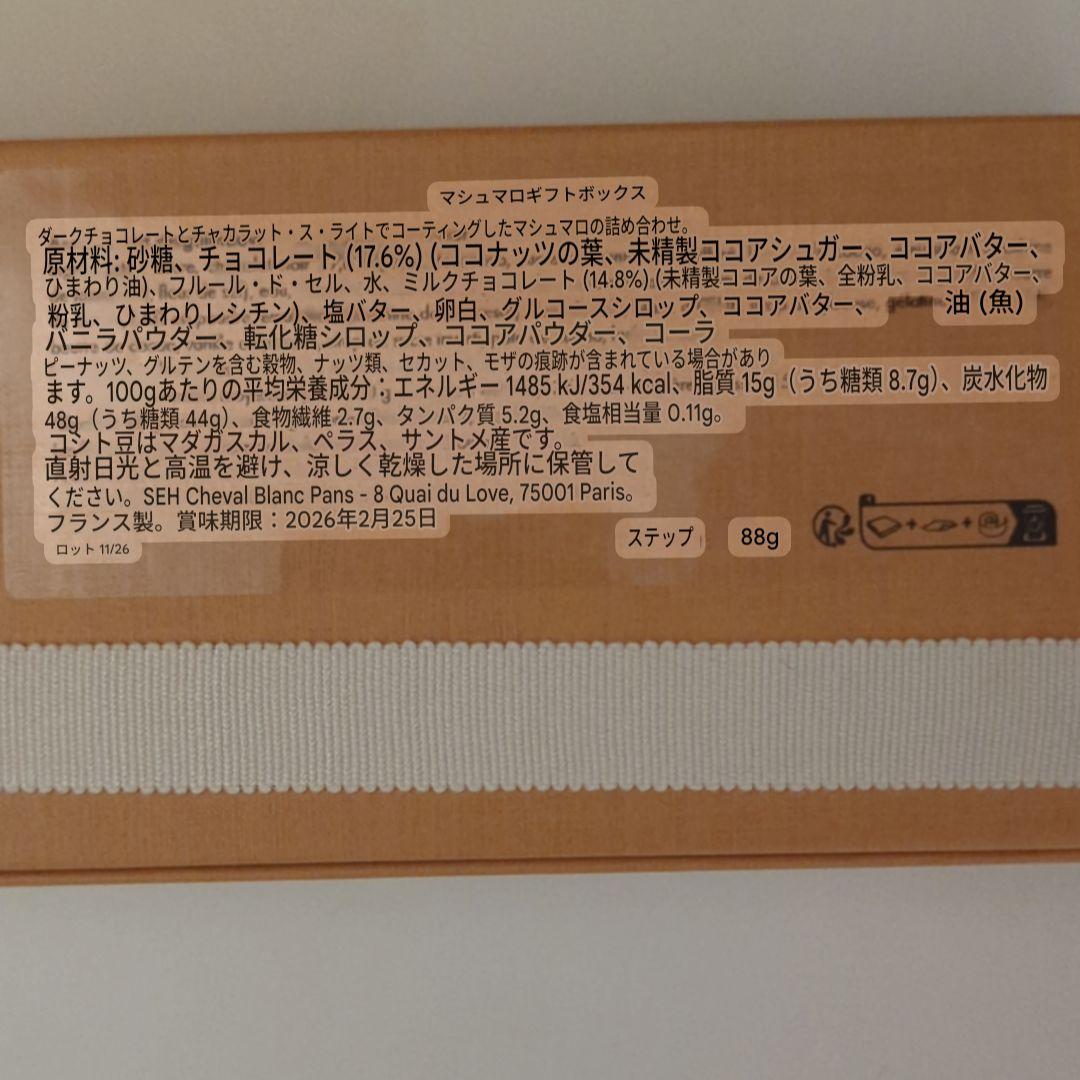 マシュマロギフトボックス
ダークチョコレートとチャカラット・ス・ライトでコーティングしたマシュマロの詰め合わせ。
原材料: 砂糖、チョコレート (17.6%) (ココナッツの葉、未精製ココアシュガー、ココアバター、
ひまわり油)、フルール・ド・セル、水、ミルクチョコレート (14.8%) (未精製ココアの葉、全粉乳、ココアバター、
粉乳、ひまわりレシチン)、塩バター、卵白、グルコースシロップ、ココアバター、 油 (魚)
バニラパウダー、転化糖シロップ、ココアパウダー、コーラ
ピーナッツ、グルテンを含む穀物、ナッツ類、セカット、モザの痕跡が含まれている場合があり
ます。100gあたりの平均栄養成分：エネルギー 1485 kJ/354 kcal、脂質 15g（うち糖類 8.7g）、炭水化物
48g（うち糖類 44g）、食物繊維 2.7g、タンパク質 5.2g、食塩相当量 0.11g。
コント豆はマダガスカル、ペラス、サントメ産です。
直射日光と高温を避け、涼しく乾燥した場所に保管して
ください。SEH Cheval Blanc Pans - 8 Quai du Love, 75001 Paris。
フランス製。賞味期限：2026年2月25日
ステップ 88g
ロット 11/26